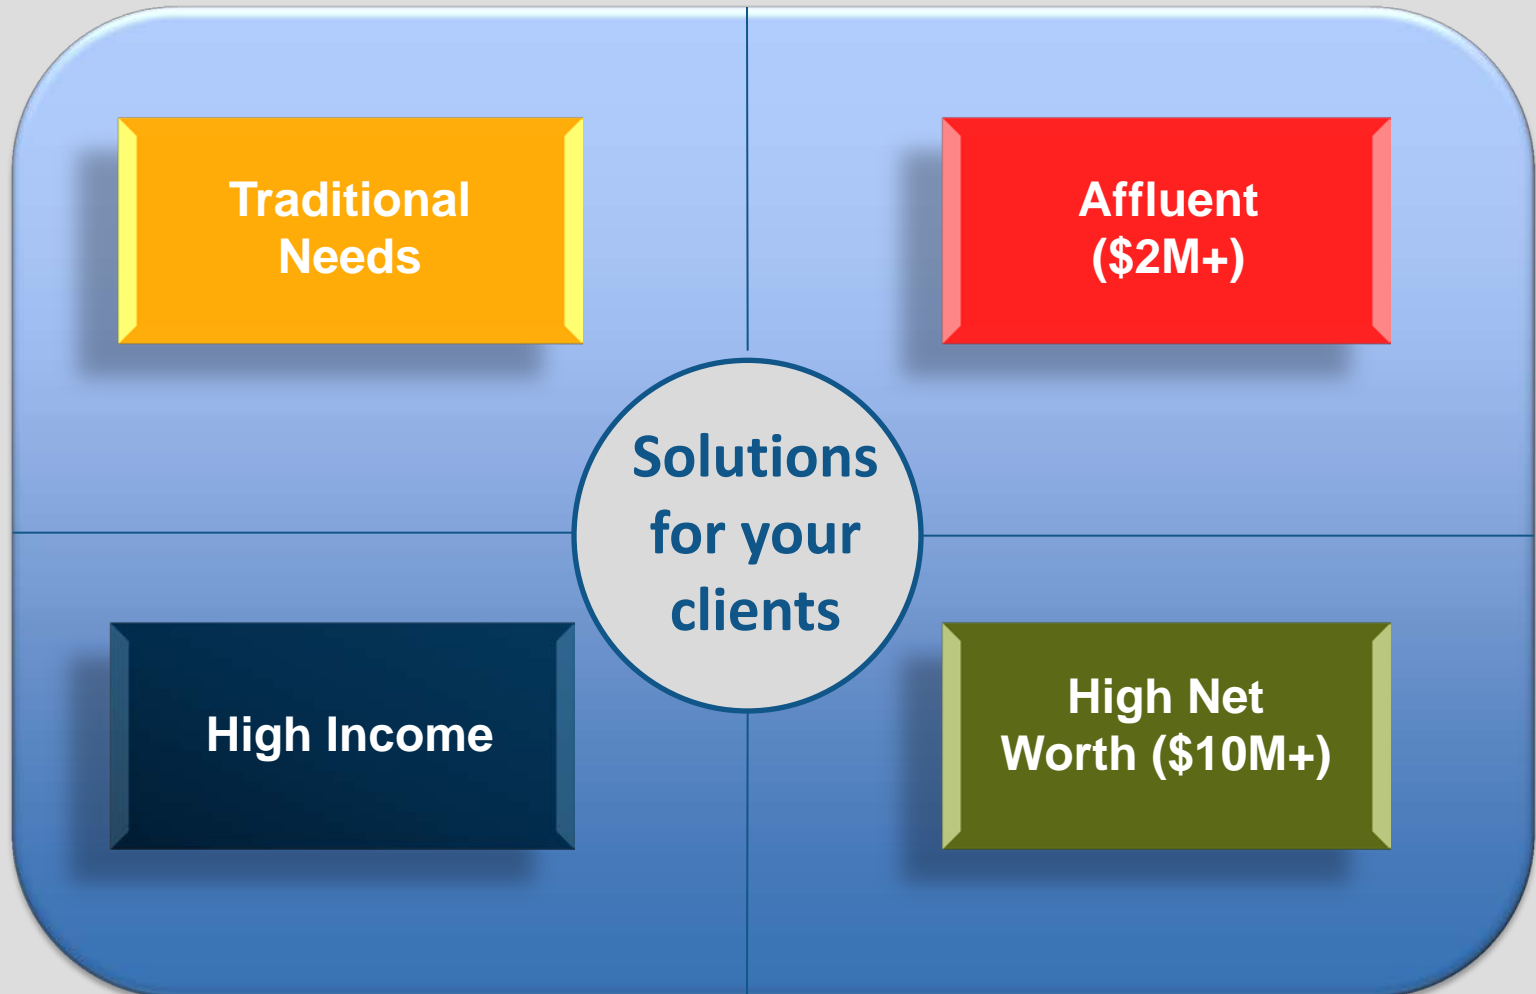 Traditional
Needs
Affluent
($2M+)
Solutions
for your
clients
High Income
High Net
Worth ($10M+)